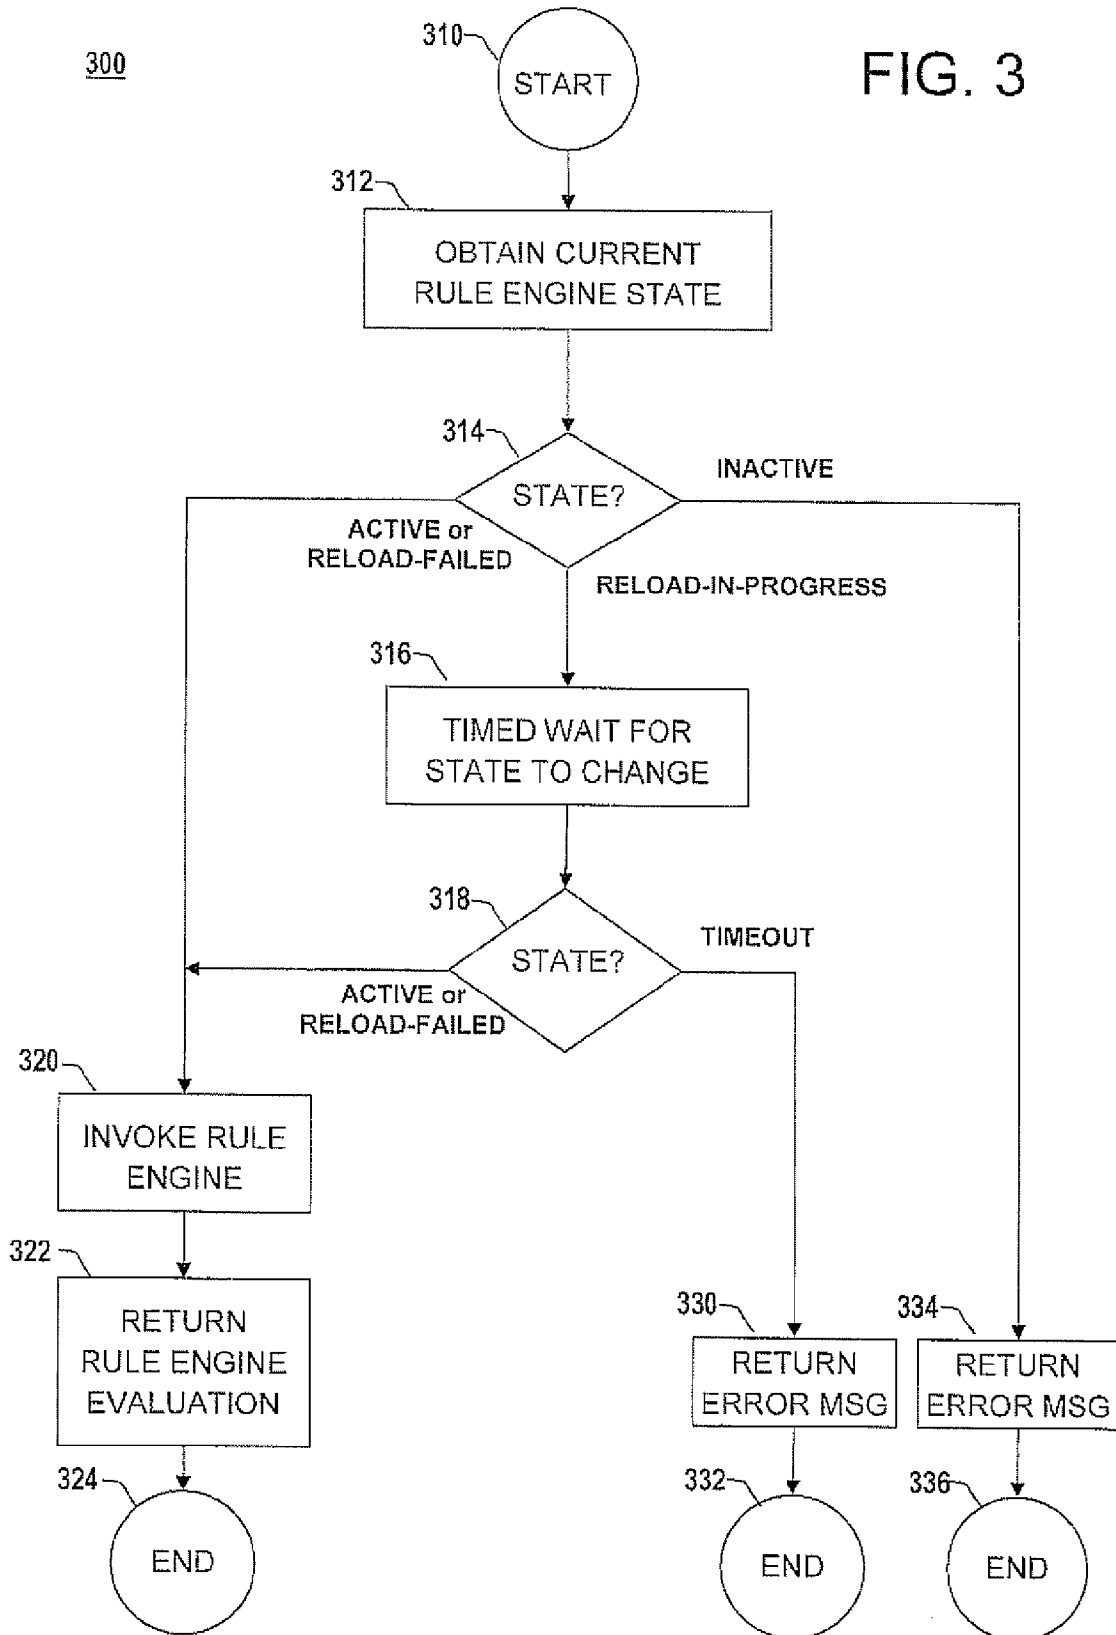 300
310
START
FIG. 3
312
OBTAIN CURRENT
RULE ENGINE STATE
314
STATE?
INACTIVE
ACTIVE or
RELOAD-FAILED
RELOAD-IN-PROGRESS
316
TIMED WAIT FOR
STATE TO CHANGE
318
STATE?
TIMEOUT
ACTIVE or
RELOAD-FAILED
320
INVOKE RULE
ENGINE
322
RETURN
RULE ENGINE
EVALUATION
324
END
330
RETURN
ERROR MSG
332
END
334
RETURN
ERROR MSG
336
END